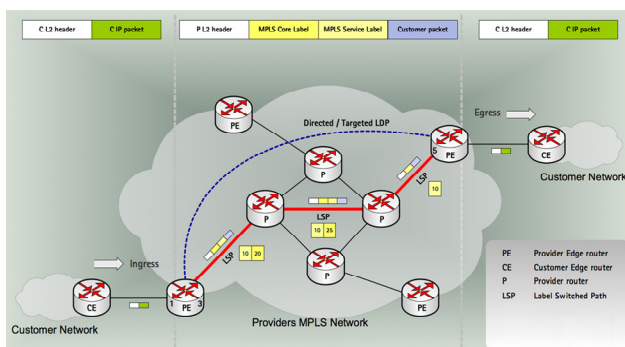 C L2 header
C IP packet
P L2 header
MPLS Core Label
MPLS Service Label
Customer packet
C L2 header
C IP packet
PE
Directed / Targeted LDP
Egress
5
PE
CE
P
LSP
10
Customer Network
P
LSP
P
10 25
LSP
10 20
Ingress
P
PE Provider Edge router
CE Customer Edge router
P Provider router
LSP Label Switched Path
CE
1
PE
3
PE
Customer Network
Providers MPLS Network